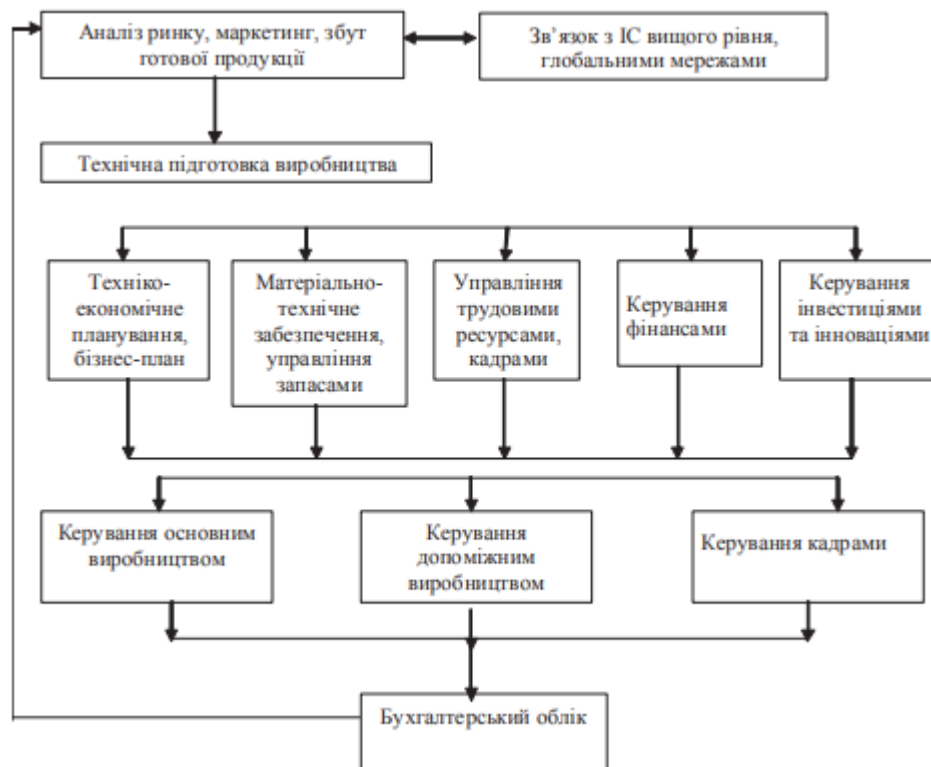 Аналіз ринку, маркетинг, збут
готової продукції
Зв’язок з ІС вищого рівня,
глобальними мережами
Технічна підготовка виробництва
Техніко-
економічне
планування,
бізнес-план
Матеріально-
технічне
забезпечення,
управління
запасами
Управління
трудовими
ресурсами,
кадрами
Керування
фінансами
Керування
інвестиціями
та інноваціями
Керування основним
виробництвом
Керування
допоміжним
виробництвом
Керування кадрами
Бухгалтерський облік